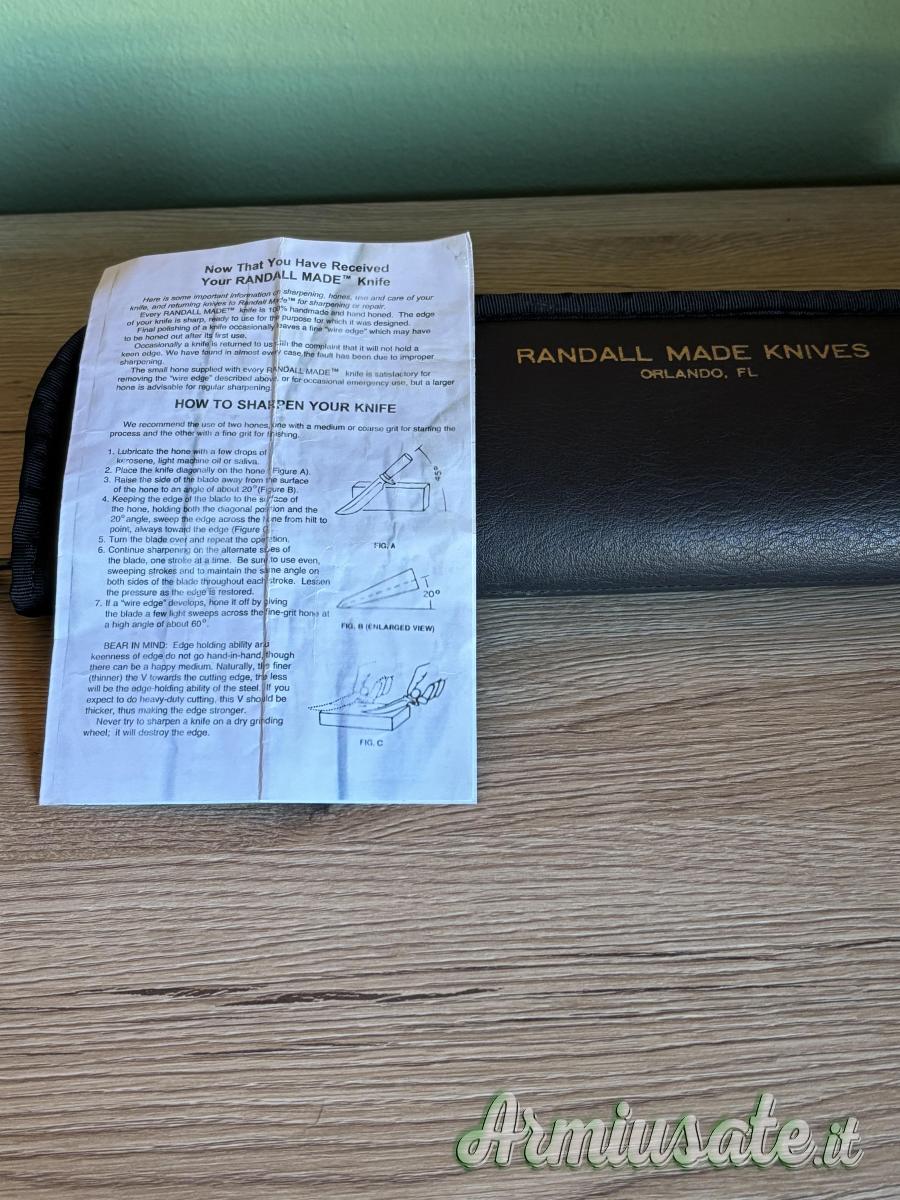 Now That You Have Received
Your RANDALL MADE™ Knife
Here is some important information on sharpening, hones, use and care of your
knife, and returning knives to Randall Made™ for sharpening or repair.
Every RANDALL MADE™ knife is 100% handmade and hand honed. The edge
of your knife is sharp, ready to use for the purpose for which it was designed.
Final polishing of a knife occasionally leaves a fine "wire edge" which may have
to be honed out after its first use.
Occasionally a knife is returned to us with the complaint that it will not hold a
keen edge. We have found in almost every case the fault has been due to improper
sharpening.
The small hone supplied with every RANDALL MADE™ knife is satisfactory for
removing the "wire edge" described above, or for occasional emergency use, but a larger
hone is advisable for regular sharpening.
HOW TO SHARPEN YOUR KNIFE
We recommend the use of two hones, one with a medium or coarse grit for starting the
process and the other with a fine grit for finishing.
1. Lubricate the hone with a few drops of
kerosene, light machine oil or saliva.
2. Place the knife diagonally on the hone (Figure A).
3. Raise the side of the blade away from the surface
of the hone to an angle of about 20° (Figure B).
4. Keeping the edge of the blade to the surface of
the hone, holding both the diagonal position and the
20° angle, sweep the edge across the hone from hilt to
point, always toward the edge (Figure C).
5. Turn the blade over and repeat the operation.
6. Continue sharpening on the alternate sides of
the blade, one stroke at a time. Be sure to use even,
sweeping strokes and to maintain the same angle on
both sides of the blade throughout each stroke. Lessen
the pressure as the edge is restored.
7. If a "wire edge" develops, hone it off by giving
the blade a few light sweeps across the fine-grit hone at
a high angle of about 60°.
45°
FIG. A
20°
FIG. B (ENLARGED VIEW)
BEAR IN MIND: Edge holding ability and
keenness of edge do not go hand-in-hand, though
there can be a happy medium. Naturally, the finer
(thinner) the V towards the cutting edge, the less
will be the edge-holding ability of the steel. If you
expect to do heavy-duty cutting, this V should be
thicker, thus making the edge stronger.
Never try to sharpen a knife on a dry grinding
wheel; it will destroy the edge.
FIG. C
RANDALL MADE KNIVES
ORLANDO, FL
Armiusate.it